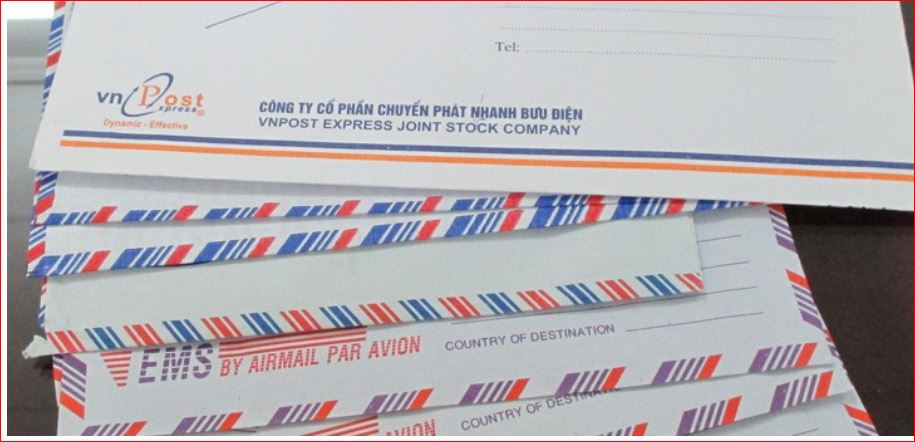 Tel:
vnPost
Express®
Dynamic - Effective
CÔNG TY CỔ PHẦN CHUYỂN PHÁT NHANH BƯU ĐIỆN
VNPOST EXPRESS JOINT STOCK COMPANY
EMS BY AIRMAIL PAR AVION
COUNTRY OF DESTINATION
AVION
COUNTRY OF DESTINATION